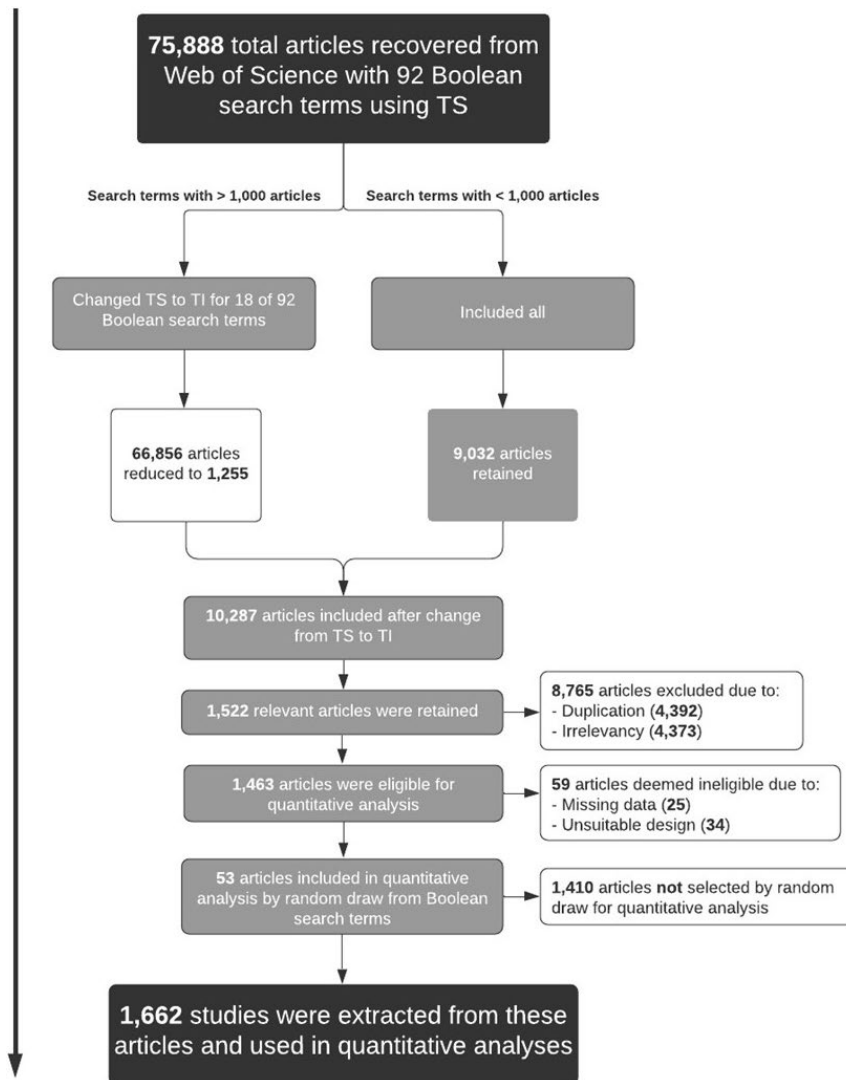 75,888 total articles recovered from
Web of Science with 92 Boolean
search terms using TS
Search terms with > 1,000 articles
Search terms with < 1,000 articles
Changed TS to TI for 18 of 92
Boolean search terms
Included all
66,856 articles
reduced to 1,255
9,032 articles
retained
10,287 articles included after change
from TS to TI
1,522 relevant articles were retained
8,765 articles excluded due to:
- Duplication (4,392)
- Irrelevancy (4,373)
1,463 articles were eligible for
quantitative analysis
59 articles deemed ineligible due to:
- Missing data (25)
- Unsuitable design (34)
53 articles included in quantitative
analysis by random draw from Boolean
search terms
1,410 articles not selected by random
draw for quantitative analysis
1,662 studies were extracted from these
articles and used in quantitative analyses